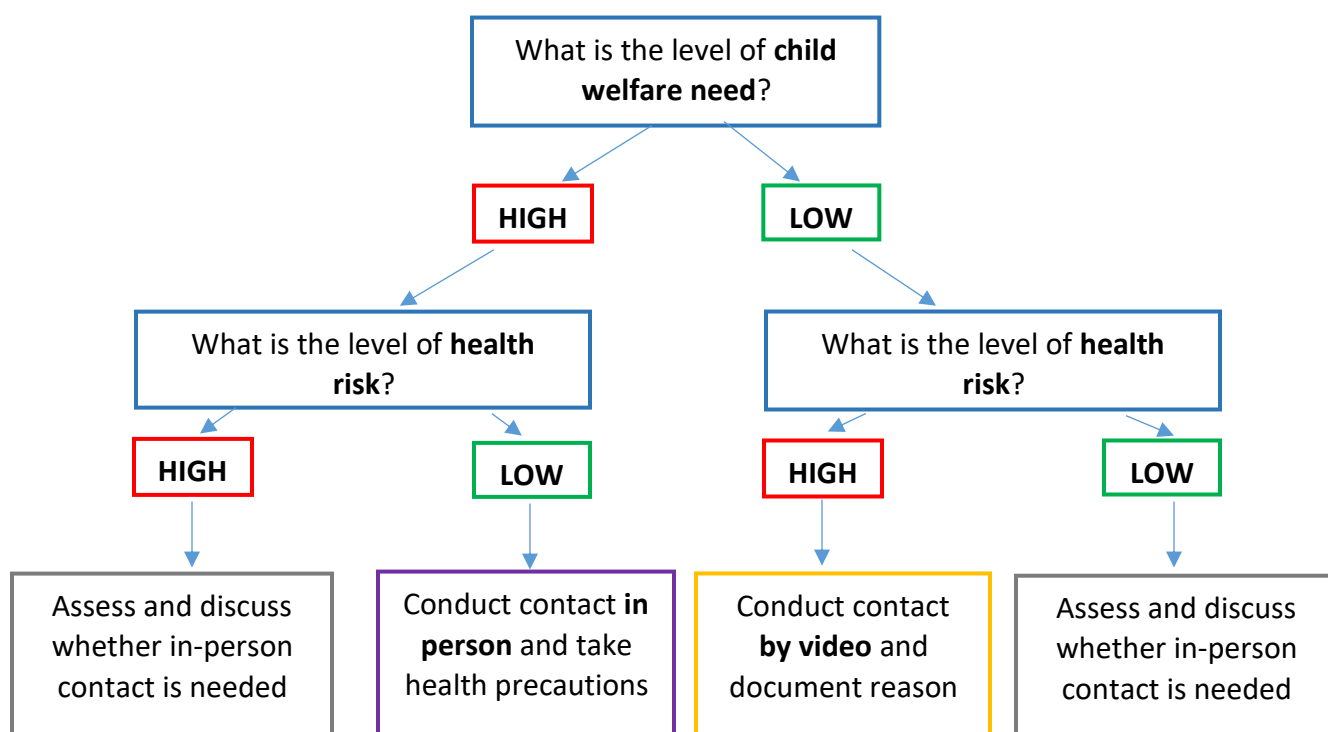 What is the level of child
welfare need?
HIGH
LOW
What is the level of health
risk?
What is the level of health
risk?
HIGH
LOW
HIGH
LOW
Assess and discuss
whether in-person
contact is needed
Conduct contact in
person and take
health precautions
Conduct contact
by video and
document reason
Assess and discuss
whether in-person
contact is needed